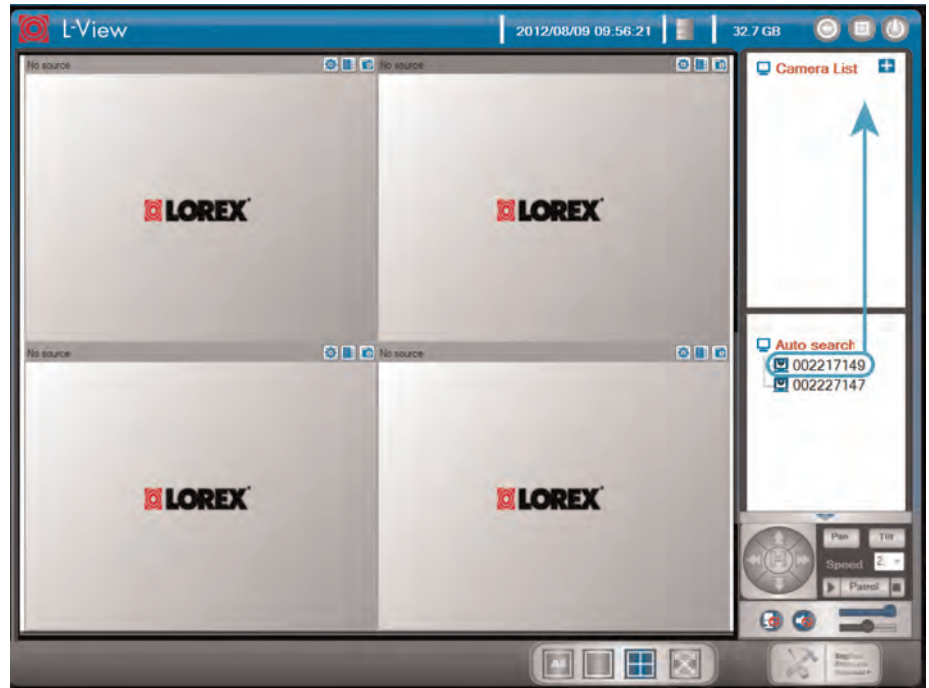 L-View 2012/08/09 09:56:21 32.7 GB
No source
No source
Camera List
LOREX
LOREX
No source
No source
Auto search
002217149
002227147
LOREX
LOREX
Pan Tilt
Speed 2
Patrol
All